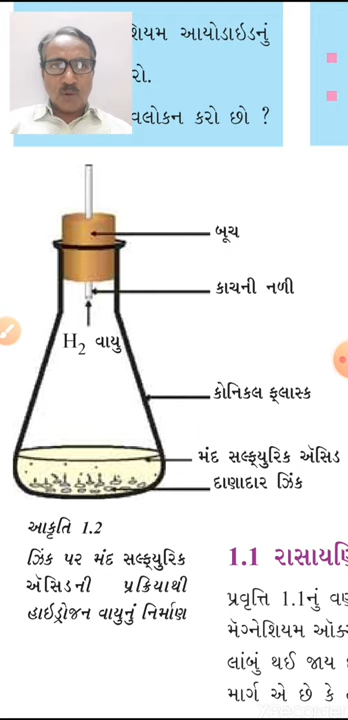 શિયમ આયોડાઇડનું
રો.
વલોકન કરો છો ?
બૂચ
કાચની નળી
H₂ વાયુ
કોનિકલ ફ્લાસ્ક
મંદ સલ્ફ્યુરિક ઍસિડ
દાણાદાર ઝિંક
આકૃતિ 1.2
ઝિંક પર મંદ સલ્ફ્યુરિક
ઍસિડની પ્રક્રિયાથી
હાઇડ્રોજન વાયુનું નિર્માણ
1.1 રાસાયણિ
પ્રવૃત્તિ 1.1નું વર્
મૅગ્નેશિયમ ઑક્સ
લાંબું થઈ જાય
માર્ગ એ છે કે